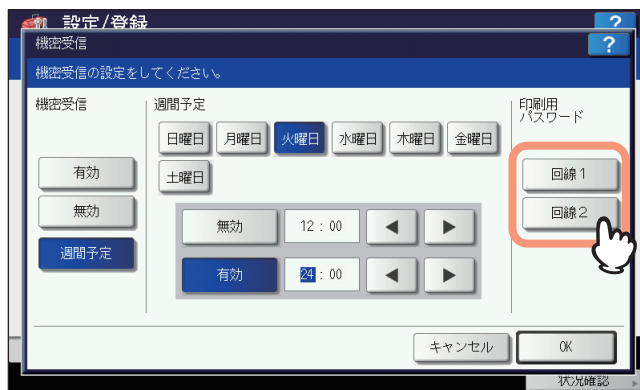 設定/登録
?
機密受信
?
機密受信の設定をしてください。
機密受信
週間予定
印刷用
パスワード
日曜日 月曜日 火曜日 水曜日 木曜日 金曜日
土曜日
有効
無効
週間予定
無効 12:00
有効 24:00
回線1
回線2
キャンセル OK
状況確認